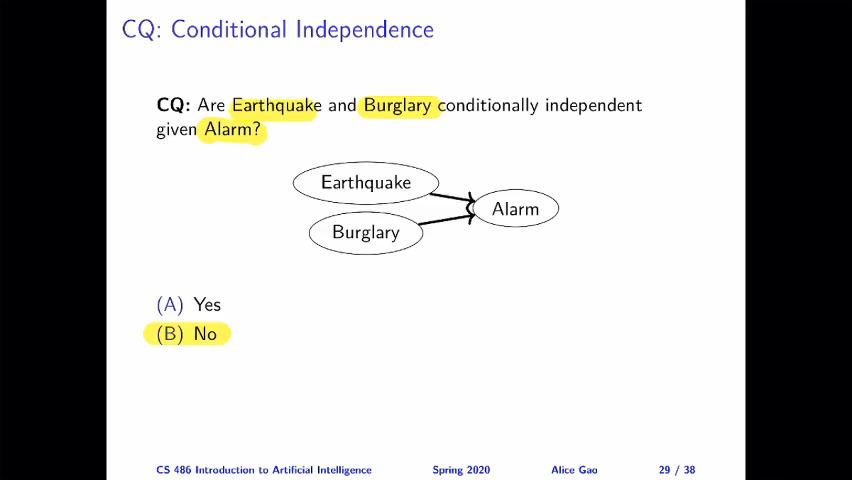 CQ: Conditional Independence
CQ: Are Earthquake and Burglary conditionally independent
given Alarm?
Earthquake
Alarm
Burglary
(A) Yes
(B) No
CS 486 Introduction to Artificial Intelligence Spring 2020 Alice Gao 29 / 38